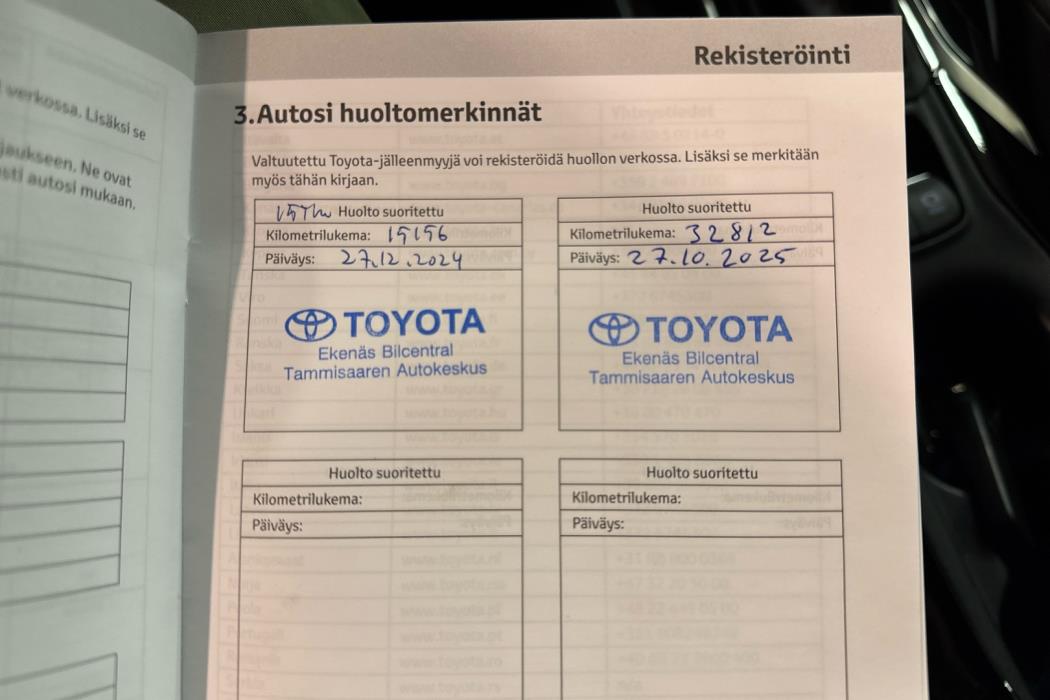 verkossa. Lisäksi se
jaukseen. Ne ovat
sti autosi mukaan.
Rekisteröinti
3. Autosi huoltomerkinnät
Valtuutettu Toyota-jälleenmyyjä voi rekisteröidä huollon verkossa. Lisäksi se merkitään
myös tähän kirjaan.
15Tkm Huolto suoritettu
Kilometrilukema: 15156
Päiväys: 27.12.2024
TOYOTA
Ekenäs Bilcentral
Tammisaaren Autokeskus
Huolto suoritettu
Kilometrilukema: 32812
Päiväys: 27.10.2025
TOYOTA
Ekenäs Bilcentral
Tammisaaren Autokeskus
Huolto suoritettu
Kilometrilukema:
Päiväys:
Huolto suoritettu
Kilometrilukema:
Päiväys: